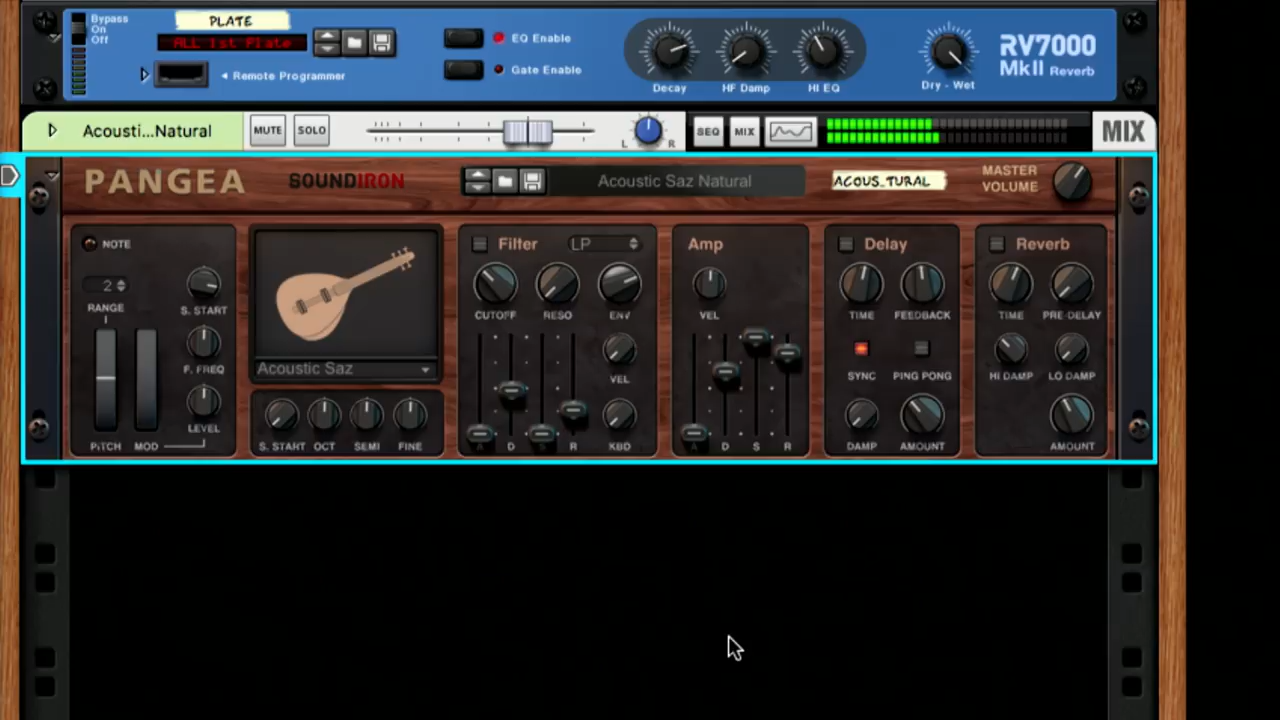 Bypass
On
Off
PLATE
ALL 1st Plate
Remote Programmer
EQ Enable
Gate Enable
Decay
HF Damp
HI EQ
Dry - Wet
RV7000
MkII Reverb
Acousti...Natural
MUTE
SOLO
L
R
SEQ
MIX
MIX
PANGEA
SOUNDIRON
Acoustic Saz Natural
ACOUS_TURAL
MASTER
VOLUME
NOTE
2
RANGE
S. START
F. FREQ
LEVEL
PITCH MOD
Acoustic Saz
S. START OCT SEMI FINE
Filter LP
CUTOFF RESO ENV
VEL
A D S R KBD
Amp
VEL
A D S R
Delay
TIME FEEDBACK
SYNC PING PONG
DAMP AMOUNT
Reverb
TIME PRE-DELAY
HI DAMP LO DAMP
AMOUNT